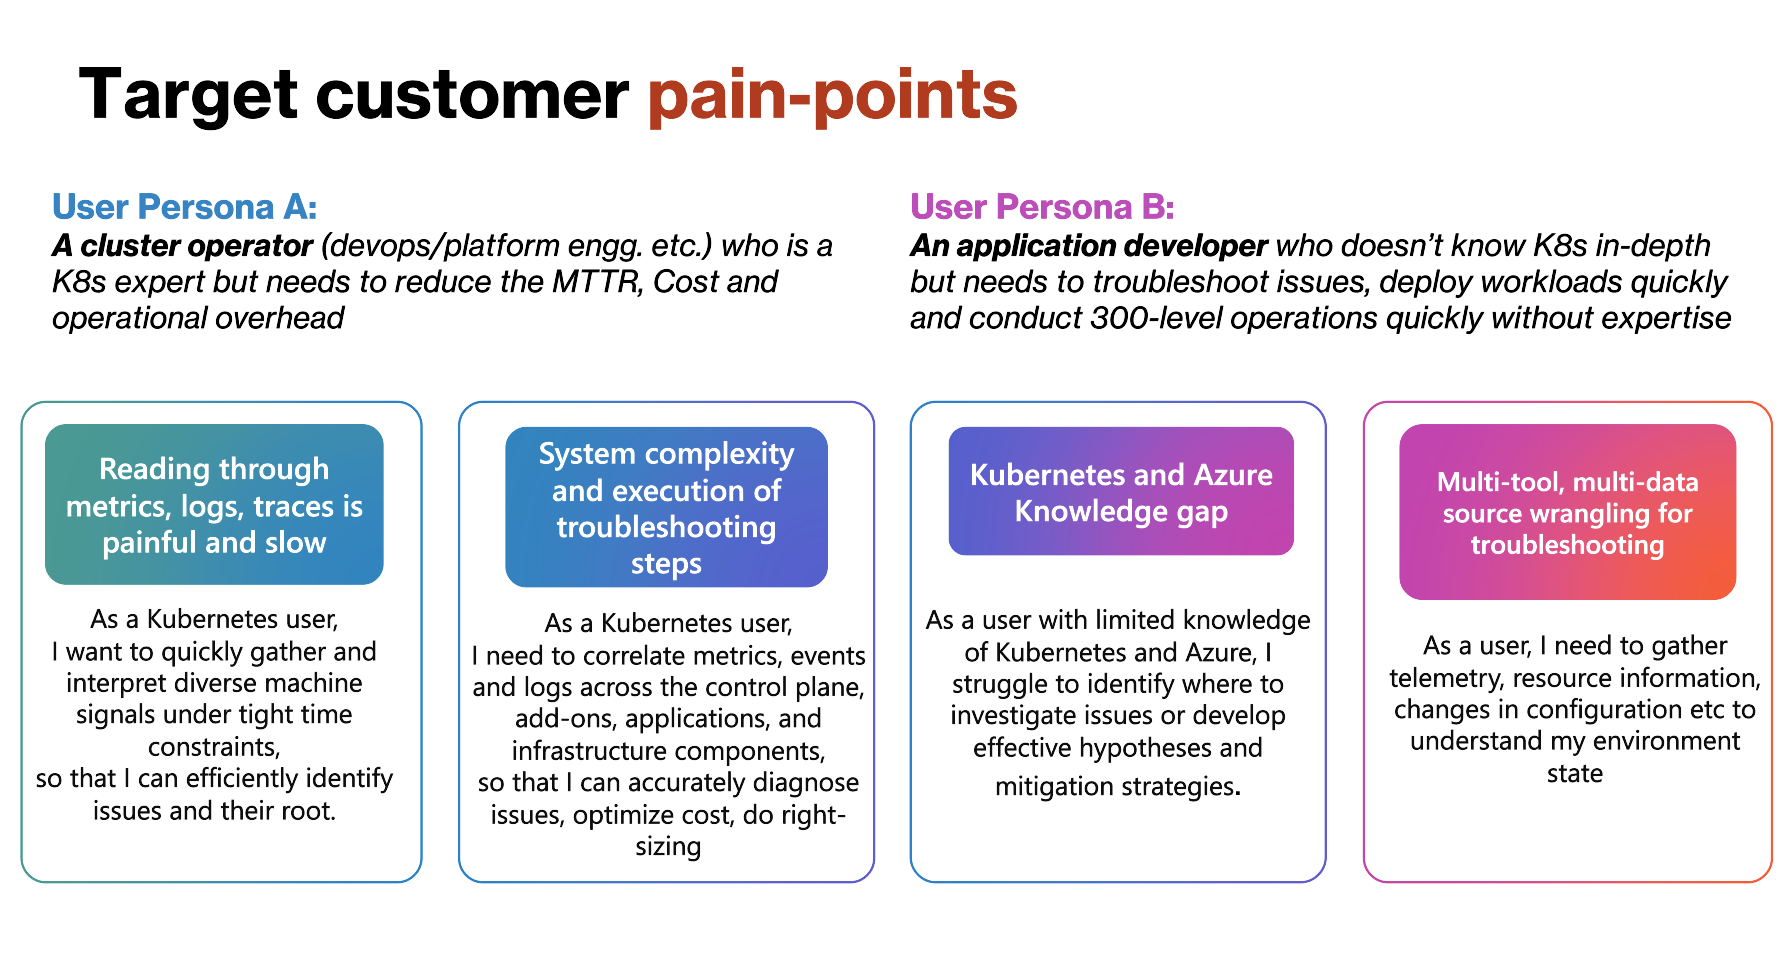 Target customer pain-points
User Persona A:
A cluster operator (devops/platform engg. etc.) who is a
K8s expert but needs to reduce the MTTR, Cost and
operational overhead
User Persona B:
An application developer who doesn't know K8s in-depth
but needs to troubleshoot issues, deploy workloads quickly
and conduct 300-level operations quickly without expertise
Reading through
metrics, logs, traces is
painful and slow
As a Kubernetes user,
I want to quickly gather and
interpret diverse machine
signals under tight time
constraints,
so that I can efficiently identify
issues and their root.
System complexity
and execution of
troubleshooting
steps
As a Kubernetes user,
I need to correlate metrics, events
and logs across the control plane,
add-ons, applications, and
infrastructure components,
so that I can accurately diagnose
issues, optimize cost, do right-
sizing
Kubernetes and Azure
Knowledge gap
As a user with limited knowledge
of Kubernetes and Azure, I
struggle to identify where to
investigate issues or develop
effective hypotheses and
mitigation strategies.
Multi-tool, multi-data
source wrangling for
troubleshooting
As a user, I need to gather
telemetry, resource information,
changes in configuration etc to
understand my environment
state